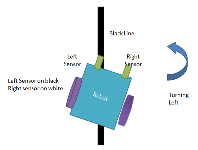 Black Line
Left
Sensor
Right
Sensor
Left Sensor on black
Right sensor on white
Robot
Turning
Left